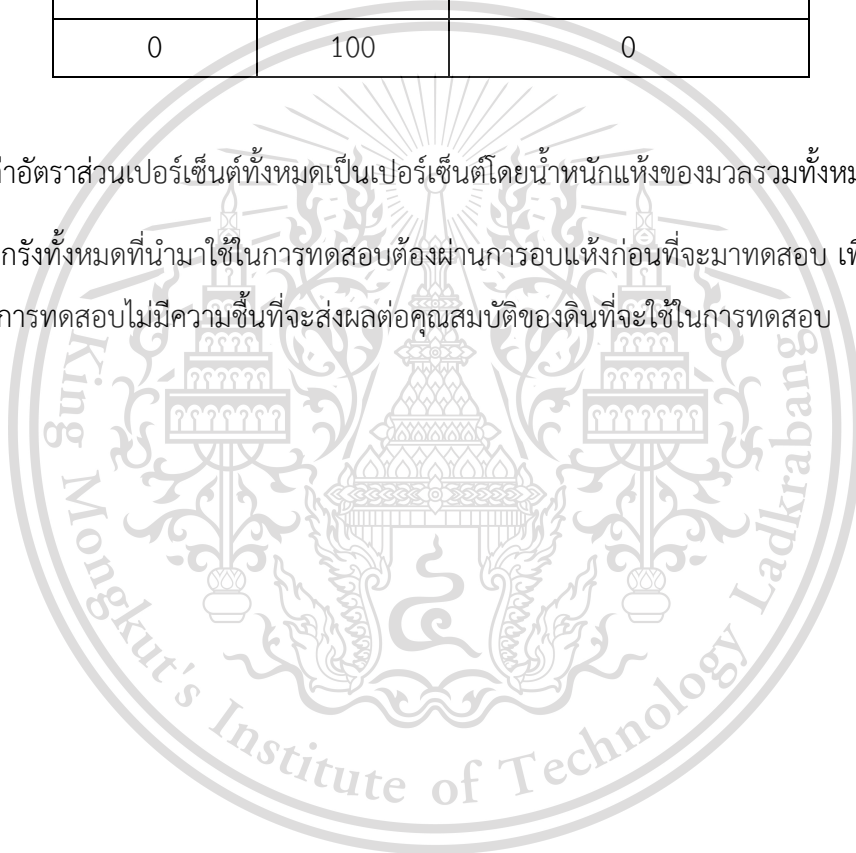 0 100 0
ค่าอัตราส่วนเปอร์เซ็นต์ทั้งหมดเป็นเปอร์เซ็นต์โดยน้ำหนักแห้งของมวลรวม
กรังทั้งหมดที่นำมาใช้ในการทดสอบต้องผ่านการอบแห้งก่อนที่จะมาทดสอบ
การทดสอบไม่มีความชื้นที่จะส่งผลต่อคุณสมบัติของดินที่จะใช้ในการทดสอบ
King Mongkut's Institute of Technology Ladkrabang